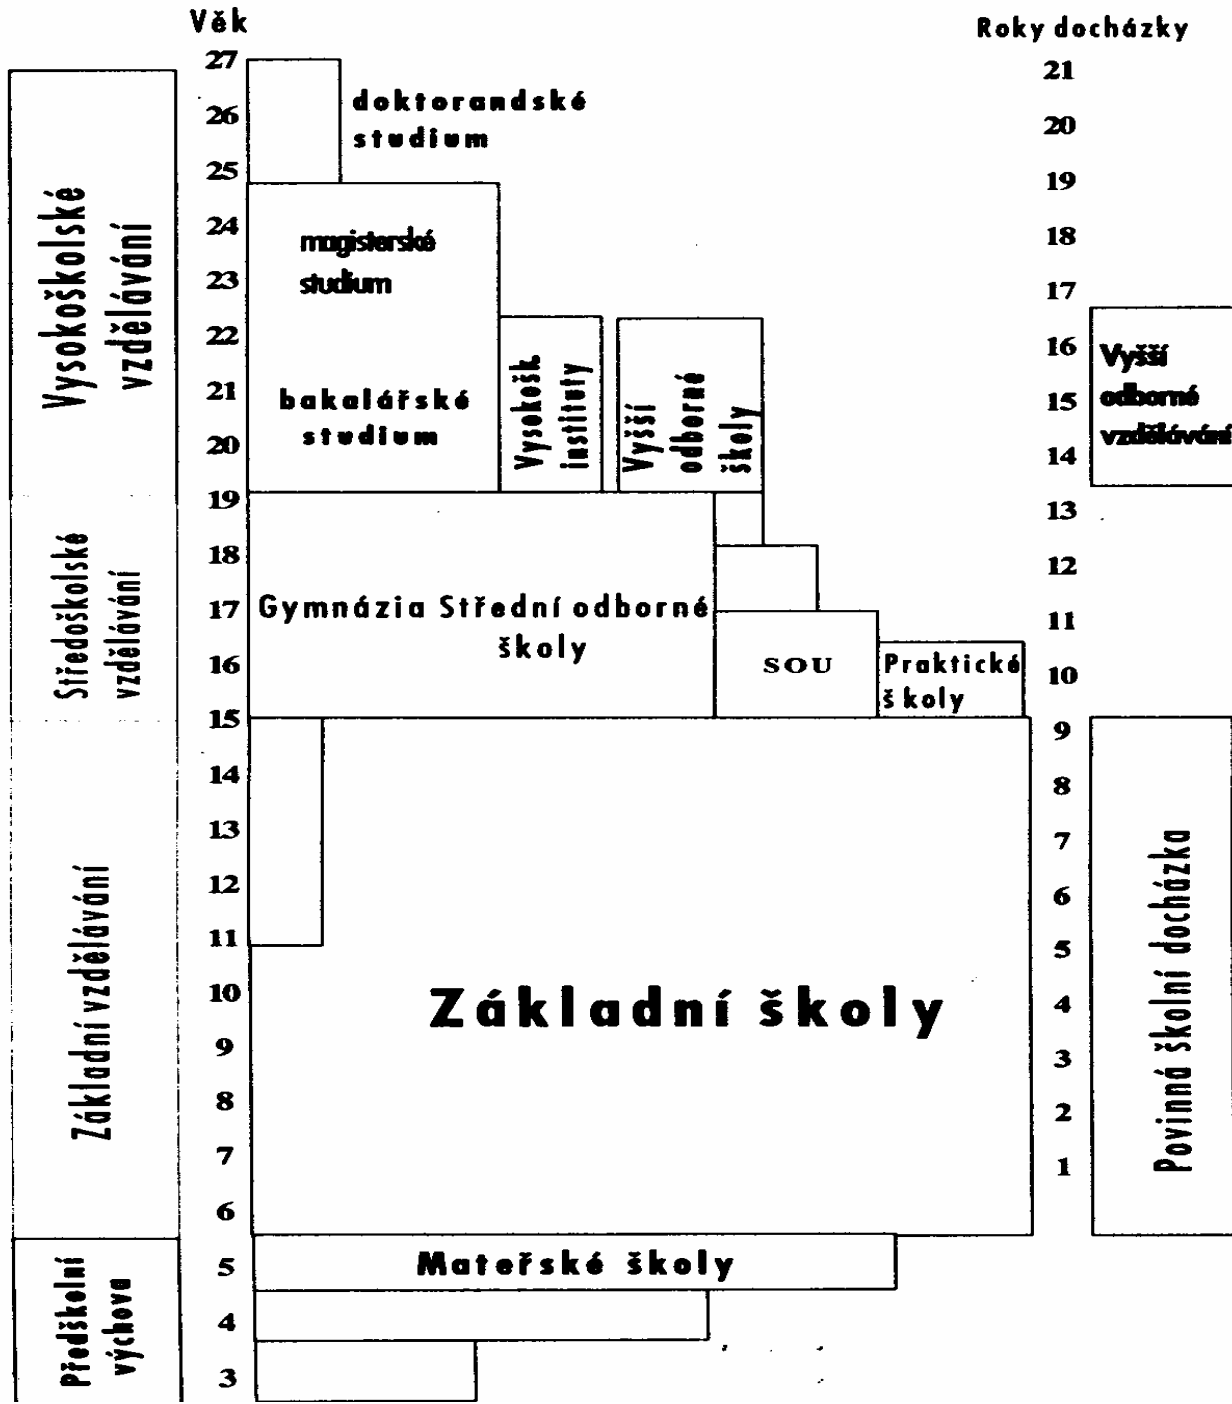 Věk
Roky docházky
27
26
25
24
23
22
21
20
19
18
17
16
15
14
13
12
11
10
9
8
7
6
5
4
3
Vysokoškolské
vzdělávání
Středoškolské
vzdělávání
Základní vzdělávání
Předškolní
výchova
doktorandské
studium
magisterské
studium
bakalářské
studium
Vysokošk.
instituty
Vyšší
odborné
školy
Gymnázia Střední odborné
školy
SOU
Praktické
školy
Základní školy
Mateřské školy
21
20
19
18
17
16
15
14
13
12
11
10
9
8
7
6
5
4
3
2
1
Vyšší
odborné
vzdělávání
Povinná školní docházka